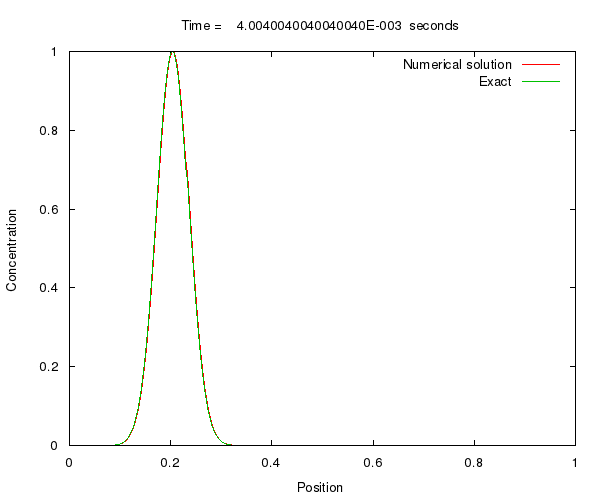 Time = 4.0040040040040040E-003 seconds
Numerical solution
Exact
Concentration
1
0.8
0.6
0.4
0.2
0
0 0.2 0.4 0.6 0.8 1
Position